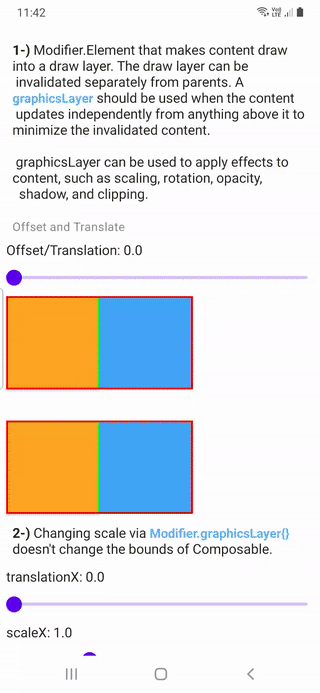 11:42
Vo)) LTE
1-) Modifier.Element that makes content draw
into a draw layer. The draw layer can be
invalidated separately from parents. A
graphicsLayer should be used when the content
updates independently from anything above it to
minimize the invalidated content.
graphicsLayer can be used to apply effects to
content, such as scaling, rotation, opacity,
shadow, and clipping.
Offset and Translate
Offset/Translation: 0.0
2-) Changing scale via Modifier.graphicsLayer{}
doesn't change the bounds of Composable.
translationX: 0.0
scaleX: 1.0